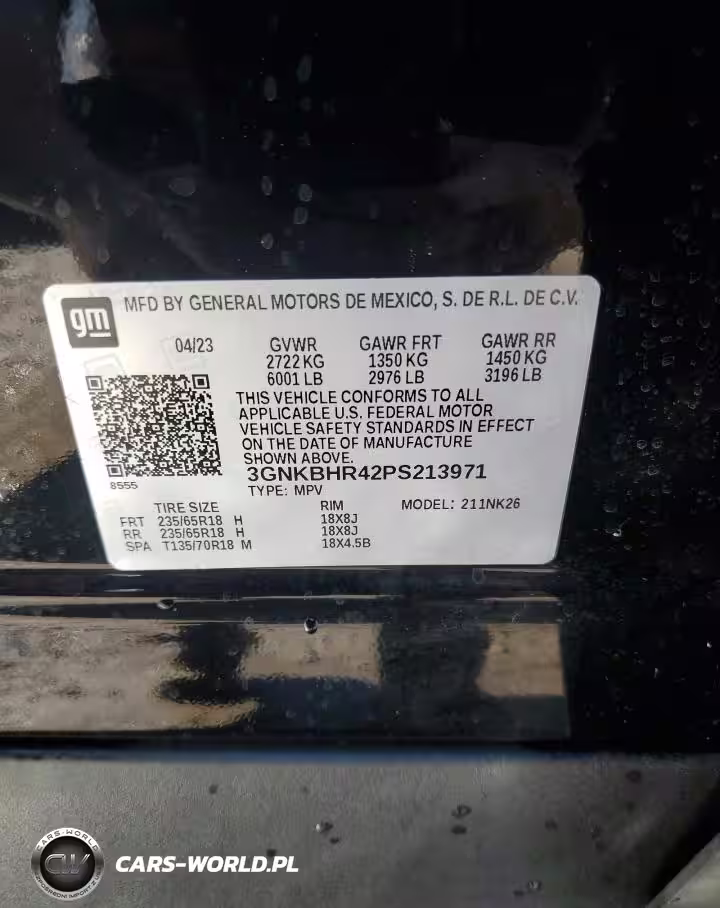 gm
MFD BY GENERAL MOTORS DE MEXICO, S. DE R.L. DE C.V.
04/23 GVWR GAWR FRT GAWR RR
2722 KG 1350 KG 1450 KG
6001 LB 2976 LB 3196 LB
THIS VEHICLE CONFORMS TO ALL
APPLICABLE U.S. FEDERAL MOTOR
VEHICLE SAFETY STANDARDS IN EFFECT
ON THE DATE OF MANUFACTURE
SHOWN ABOVE.
3GNKBHR42PS213971
8555
TYPE: MPV
TIRE SIZE RIM MODEL: 211NK26
FRT 235/65R18 H 18X8J
RR 235/65R18 H 18X8J
SPA T135/70R18 M 18X4.5B
CARS-WORLD
CW
CARS-WORLD.PL